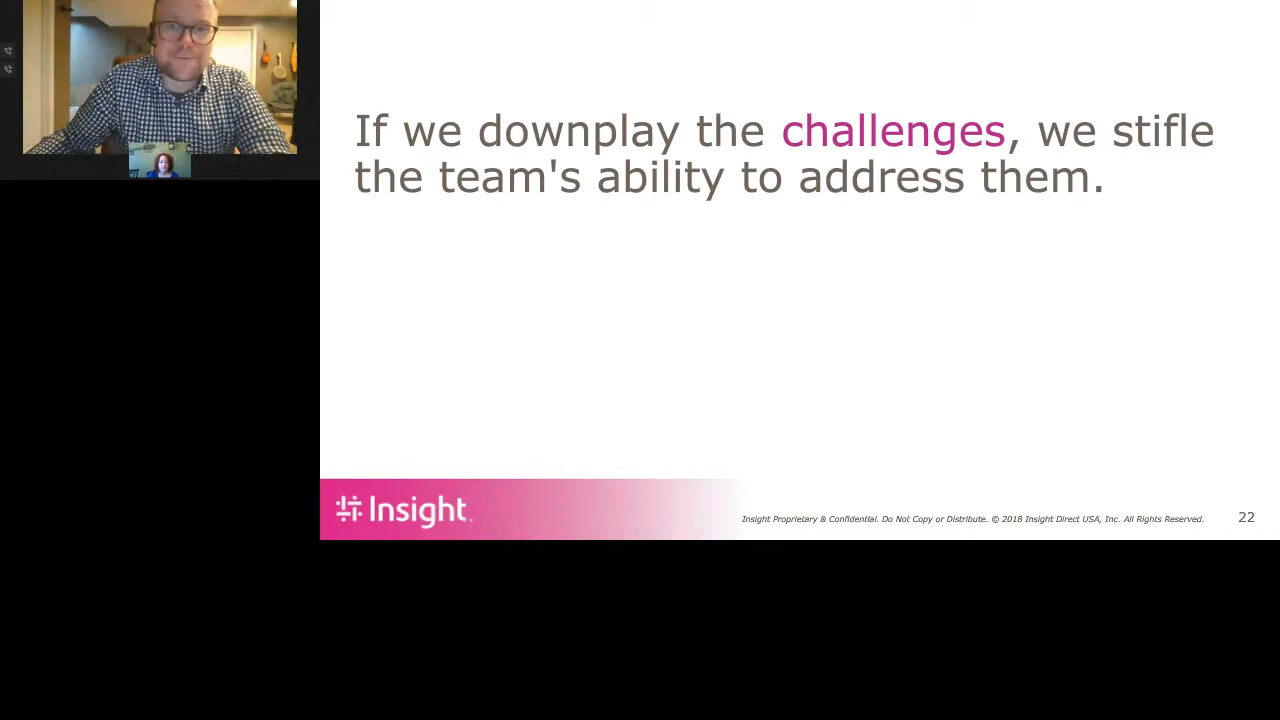 If we downplay the challenges, we stifle
the team's ability to address them.
Insight
Insight Proprietary & Confidential. Do Not Copy or Distribute. © 2018 Insight Direct USA, Inc. All Rights Reserved.
22